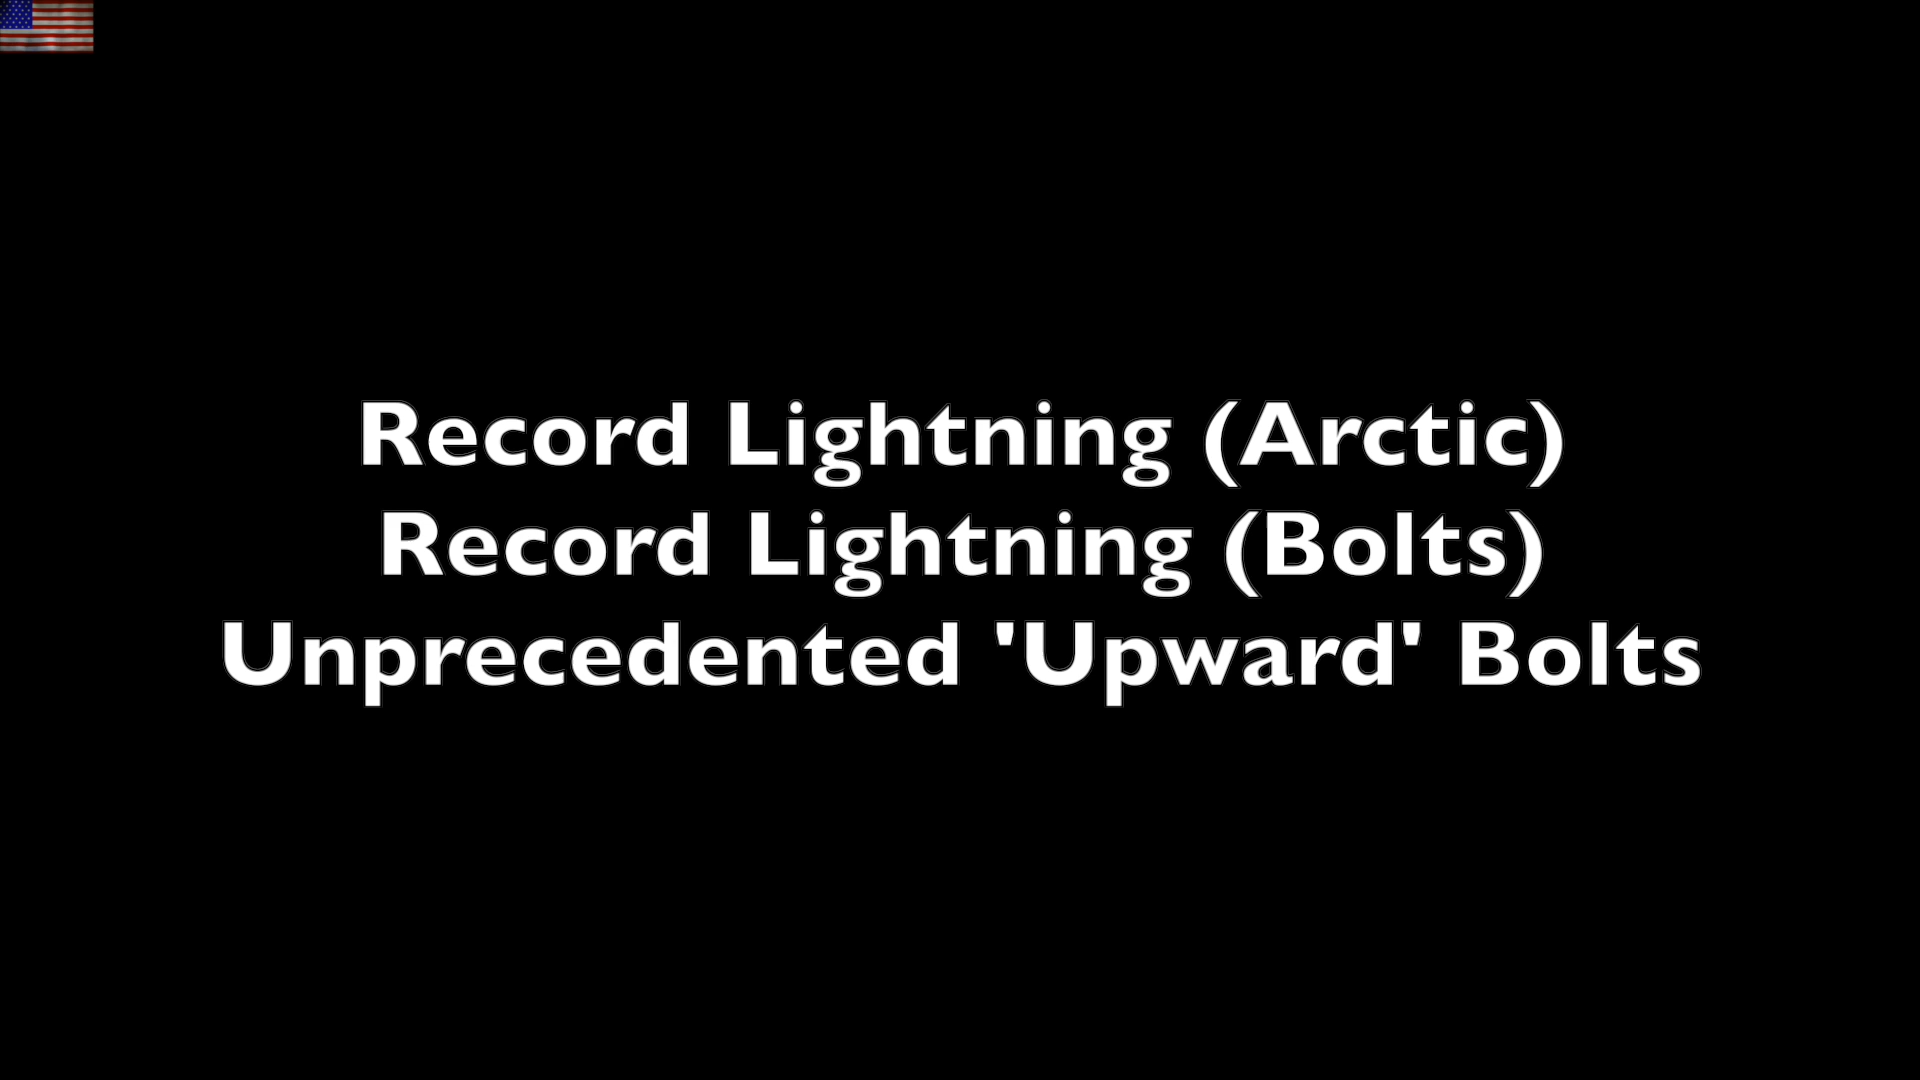 Record Lightning (Arctic)
Record Lightning (Bolts)
Unprecedented 'Upward' Bolts